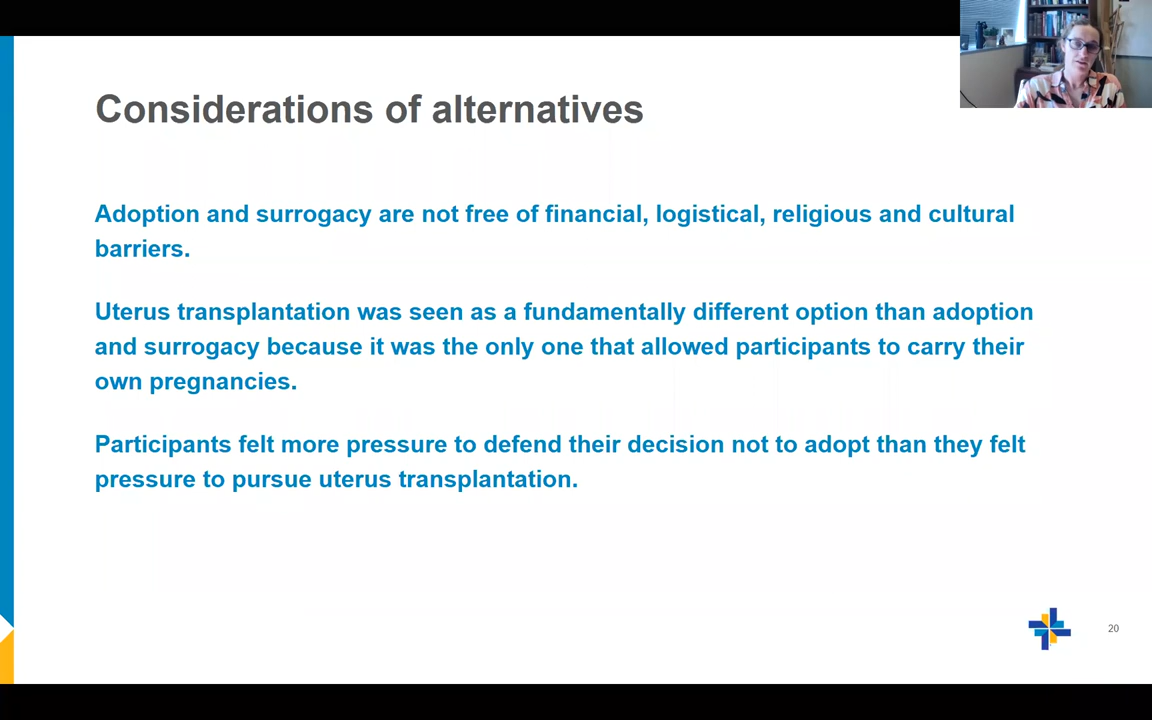 Considerations of alternatives
Adoption and surrogacy are not free of financial, logistical, religious and cultural
barriers.
Uterus transplantation was seen as a fundamentally different option than adoption
and surrogacy because it was the only one that allowed participants to carry their
own pregnancies.
Participants felt more pressure to defend their decision not to adopt than they felt
pressure to pursue uterus transplantation.
20